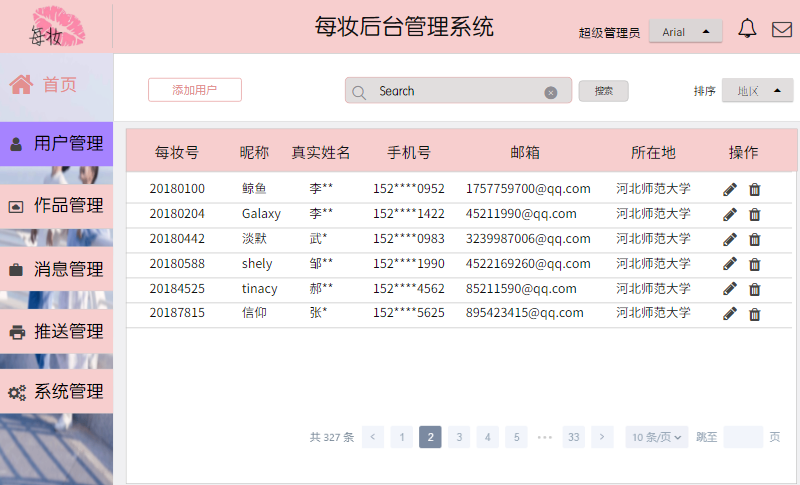 每妆
每妆后台管理系统
超级管理员 Arial
首页
添加用户 Search 搜索 排序 地区
用户管理
作品管理
消息管理
推送管理
系统管理
每妆号 昵称 真实姓名 手机号 邮箱 所在地 操作
20180100 鲸鱼 李** 152****0952 1757759700@qq.com 河北师范大学
20180204 Galaxy 李** 152****1422 45211990@qq.com 河北师范大学
20180442 淡默 武* 152****0983 3239987006@qq.com 河北师范大学
20180588 shely 邹** 152****1990 4522169260@qq.com 河北师范大学
20184525 tinacy 郝** 152****4562 85211590@qq.com 河北师范大学
20187815 信仰 张* 152****5625 895423415@qq.com 河北师范大学
共 327 条 < 1 2 3 4 5 ••• 33 > 10 条/页 跳至 页